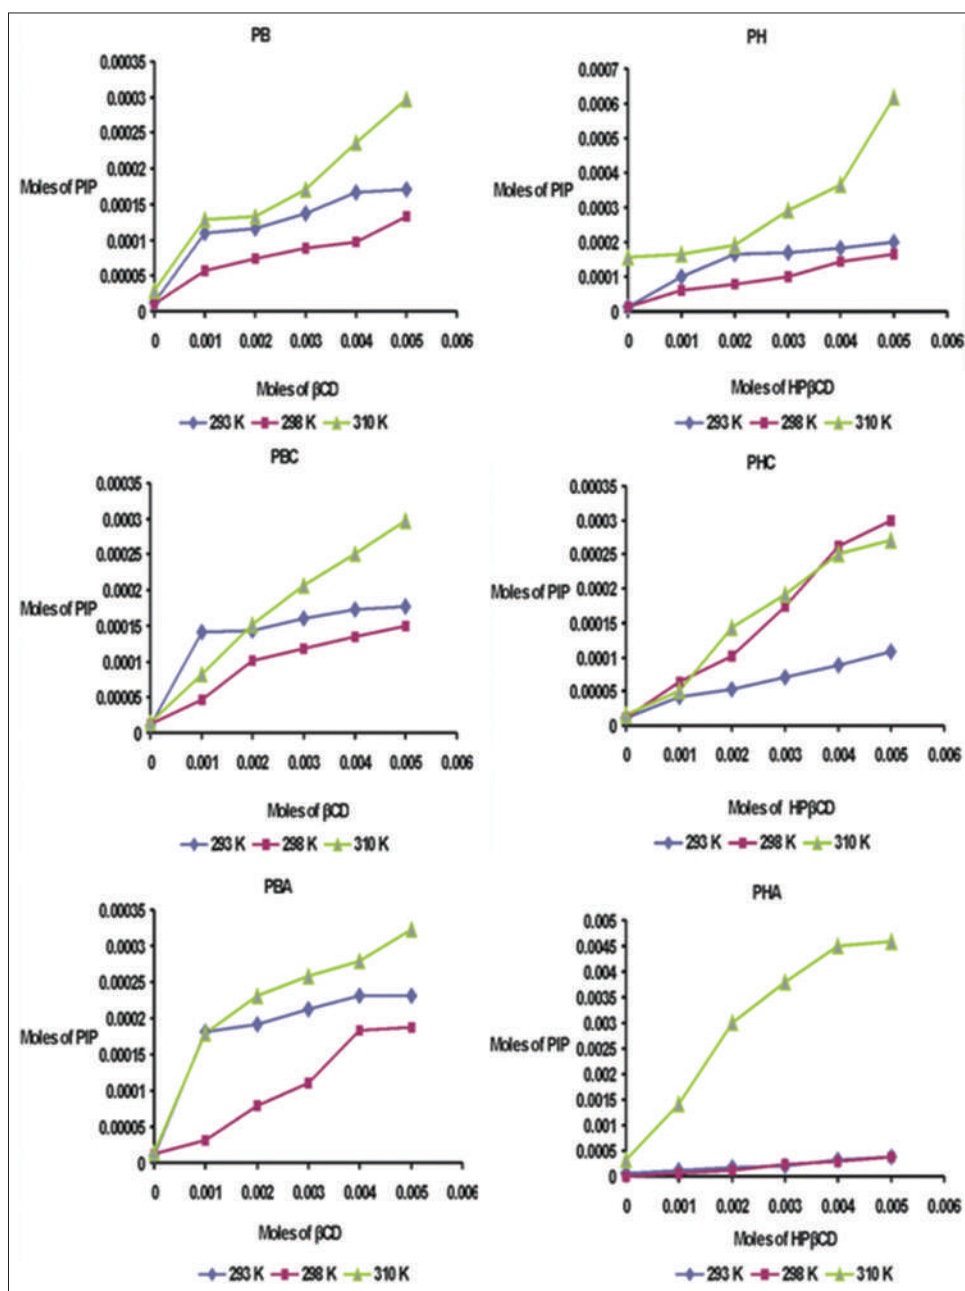 PB
0.00035
0.0003
0.00025
0.0002
Moles of PIP
0.00015
0.0001
0.00005
0
0 0.001 0.002 0.003 0.004 0.005 0.006
Moles of βCD
293 K 298 K 310 K
PH
0.0007
0.0006
0.0005
0.0004
Moles of PIP
0.0003
0.0002
0.0001
0
0 0.001 0.002 0.003 0.004 0.005 0.006
Moles of HPβCD
293 K 298 K 310 K
PBC
0.00035
0.0003
0.00025
0.0002
Moles of PIP
0.00015
0.0001
0.00005
0
0 0.001 0.002 0.003 0.004 0.005 0.006
Moles of βCD
293 K 298 K 310 K
PHC
0.00035
0.0003
0.00025
0.0002
Moles of PIP
0.00015
0.0001
0.00005
0
0 0.001 0.002 0.003 0.004 0.005 0.006
Moles of HPβCD
293 K 298 K 310 K
PBA
0.00035
0.0003
0.00025
0.0002
Moles of PIP
0.00015
0.0001
0.00005
0
0 0.001 0.002 0.003 0.004 0.005 0.006
Moles of βCD
293 K 298 K 310 K
PHA
0.005
0.0045
0.004
0.0035
0.003
Moles of PIP
0.0025
0.002
0.0015
0.001
0.0005
0
0 0.001 0.002 0.003 0.004 0.005 0.006
Moles of HPβCD
293 K 298 K 310 K